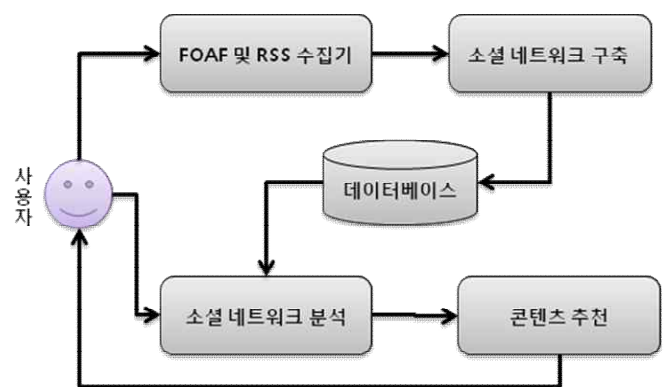 FOAF 및 RSS 수집기
소셜 네트워크 구축
데이터베이스
사용자
소셜 네트워크 분석
콘텐츠 추천